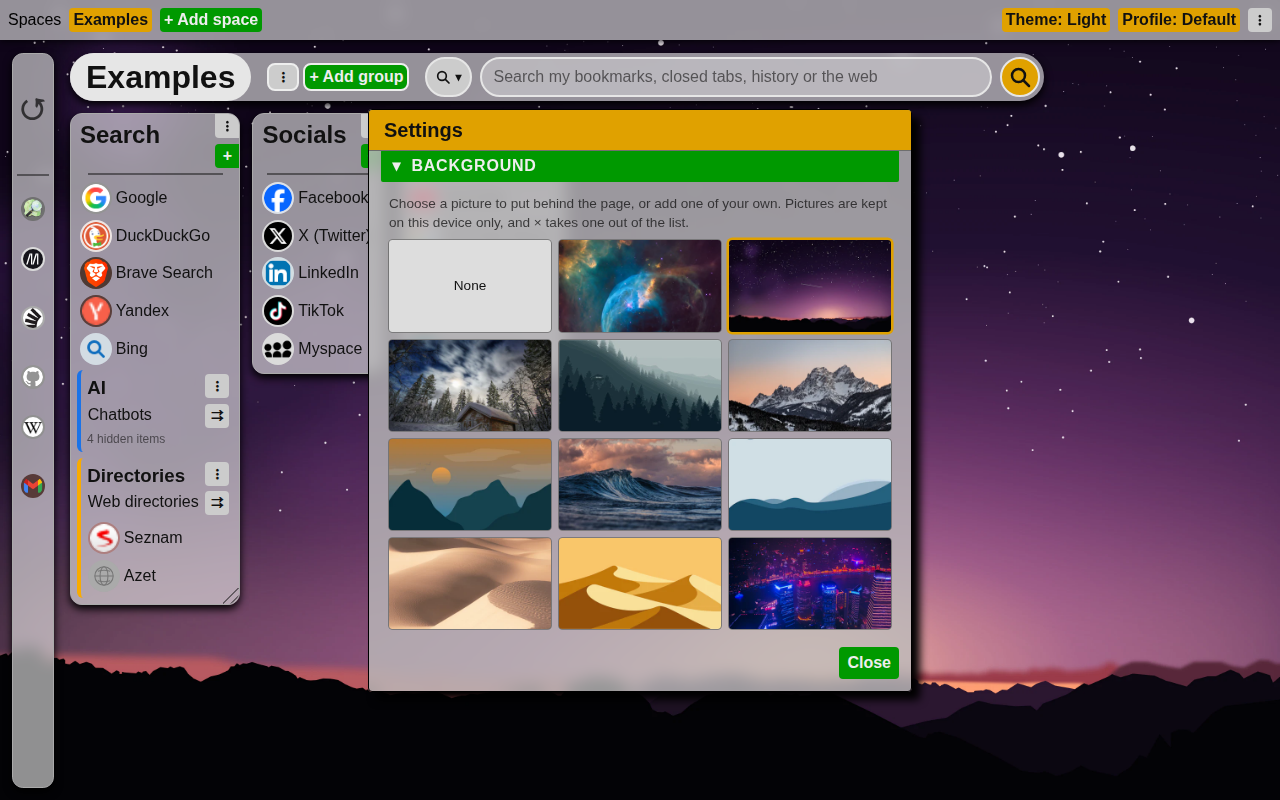 Spaces Examples + Add space Theme: Light Profile: Default
Examples + Add group Search my bookmarks, closed tabs, history or the web
Search
Google
DuckDuckGo
Brave Search
Yandex
Bing
AI
Chatbots
4 hidden items
Directories
Web directories
Seznam
Azet
Socials
Facebook
X (Twitter)
LinkedIn
TikTok
Myspace
Settings
▼ BACKGROUND
Choose a picture to put behind the page, or add one of your own. Pictures are kept
on this device only, and × takes one out of the list.
None
Close